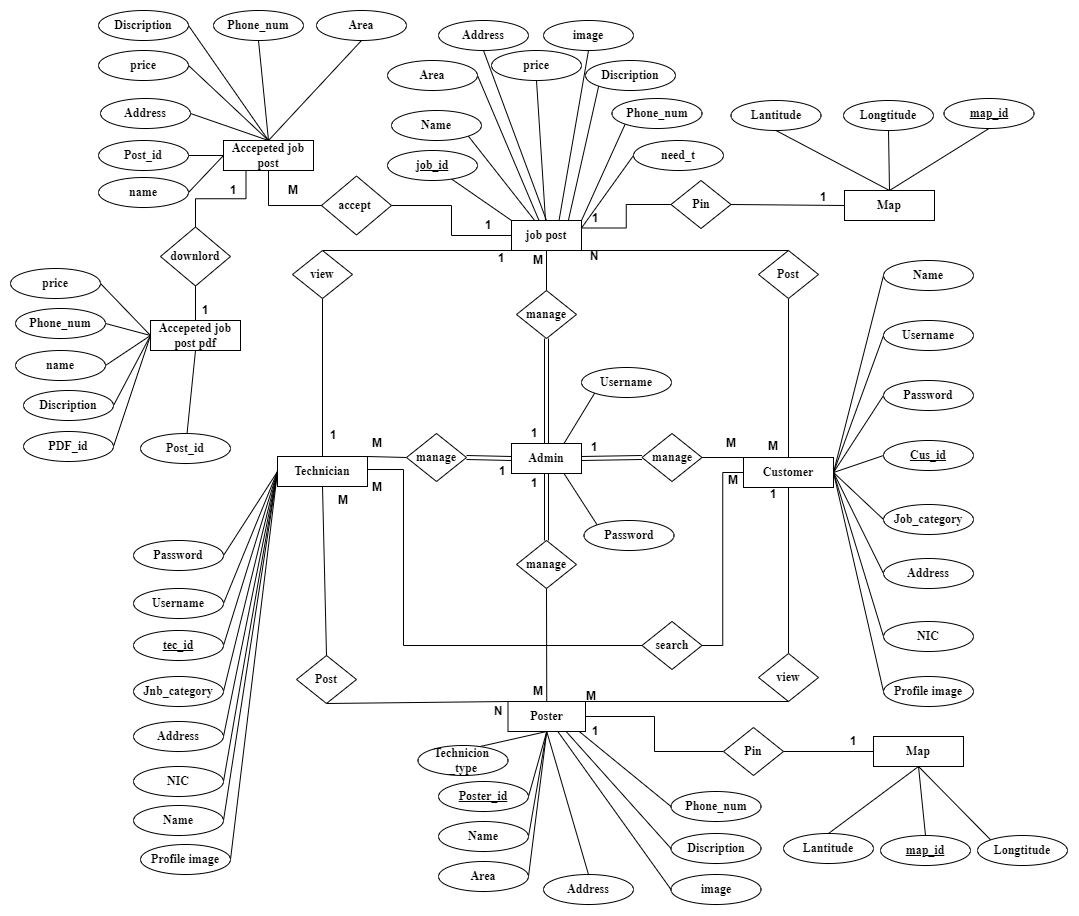 Discription
Phone_num
Area
price
Address
Post_id
name
Accepeted job
post
1
M
accept
1
downlord
1
Address
image
Area
price
Discription
Name
Phone_num
job_id
need_t
job post
1
M
N
1
Pin
1
Lantitude
Longtitude
map_id
Map
view
manage
Post
price
Phone_num
name
Discription
PDF_id
Post_id
Accepeted job
post pdf
Name
Username
Password
Cus_id
Job_category
Address
NIC
Profile image
Username
1
M
manage
1
Admin
1
manage
M
M
Technician
M
M
1
1
M
Customer
1
Password
manage
Password
Username
tec_id
Jnb_category
Address
NIC
Name
Profile image
search
Post
view
M
M
N
Poster
1
Pin
1
Map
Technicion
_type
Poster_id
Name
Area
Address
Phone_num
Discription
image
Lantitude
map_id
Longtitude